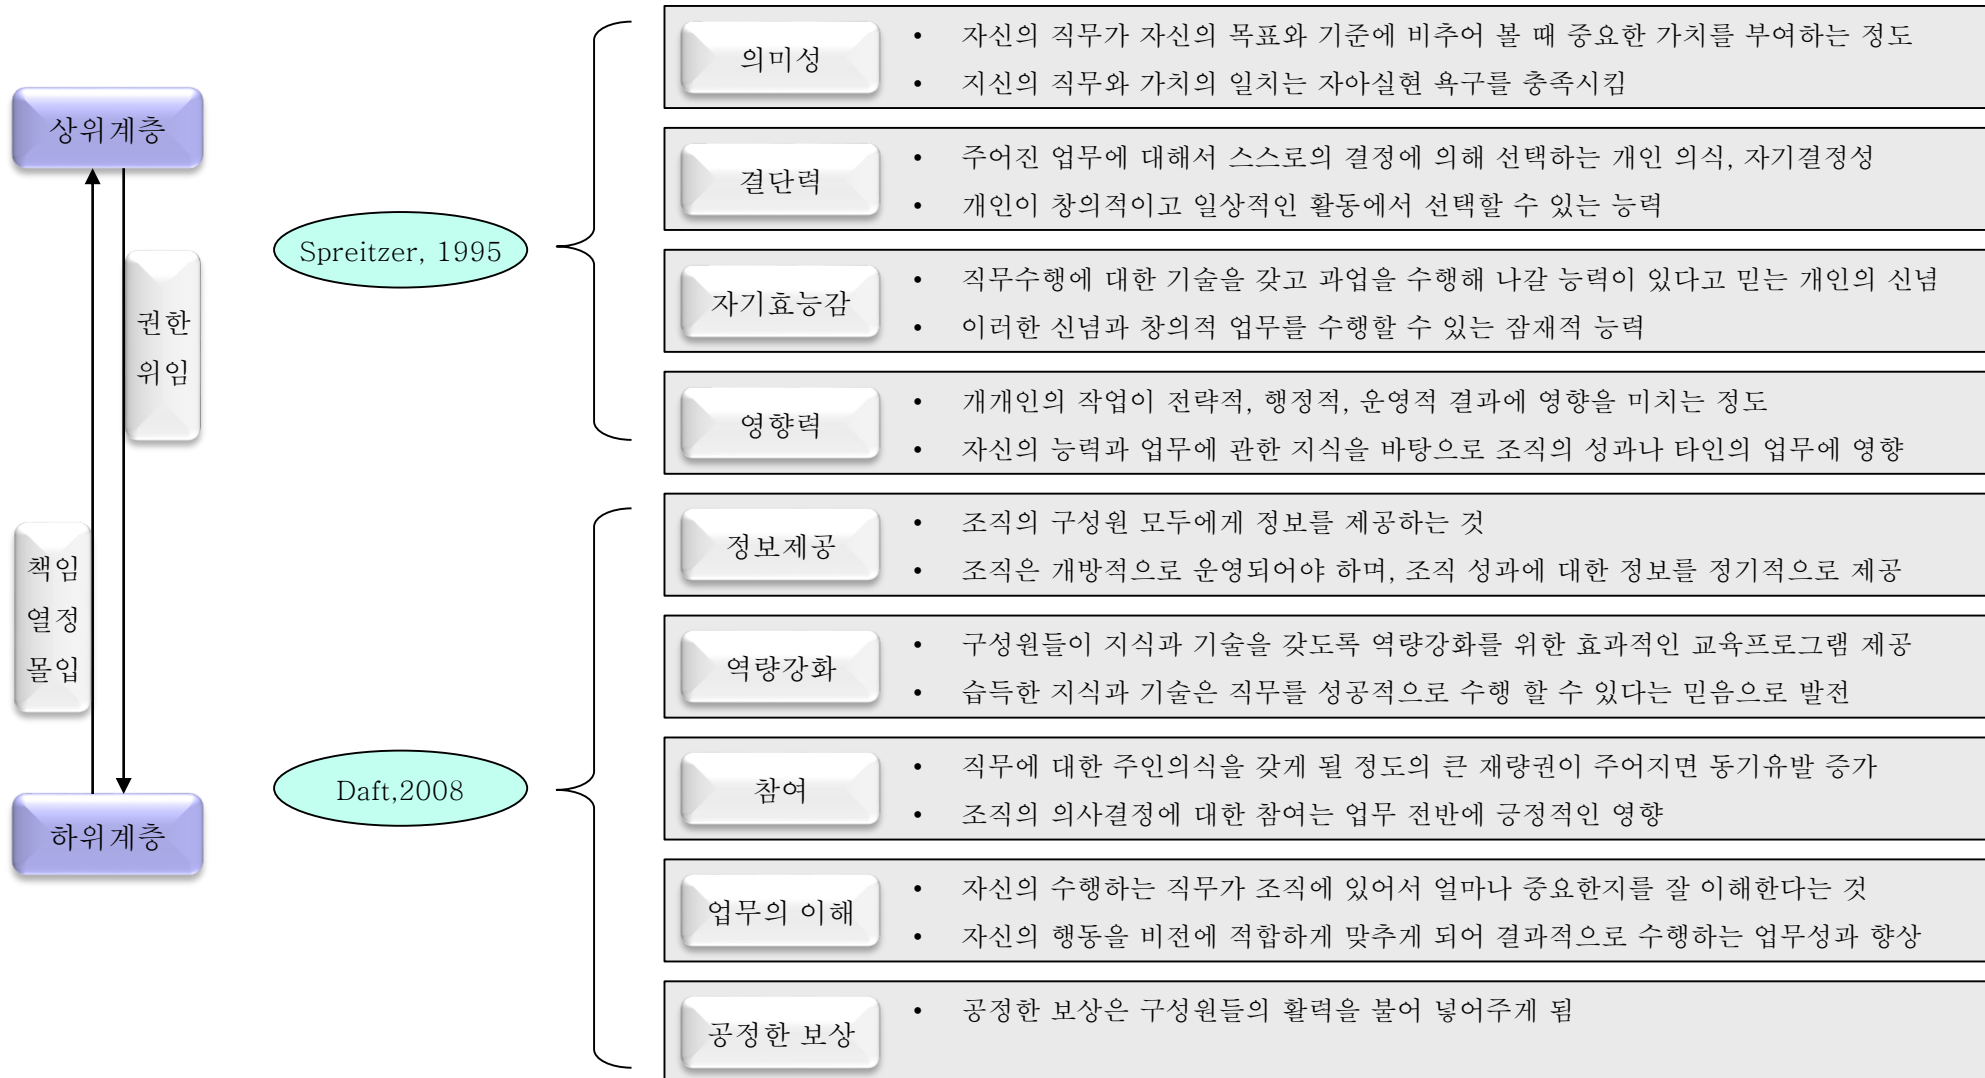 상위계층
권한
위임
책임
열정
몰입
하위계층
Spreitzer, 1995
의미성
• 자신의 직무가 자신의 목표와 기준에 비추어 볼 때 중요한 가치를 부여하는 정도
• 지신의 직무와 가치의 일치는 자아실현 욕구를 충족시킴
결단력
• 주어진 업무에 대해서 스스로의 결정에 의해 선택하는 개인 의식, 자기결정성
• 개인이 창의적이고 일상적인 활동에서 선택할 수 있는 능력
자기효능감
• 직무수행에 대한 기술을 갖고 과업을 수행해 나갈 능력이 있다고 믿는 개인의 신념
• 이러한 신념과 창의적 업무를 수행할 수 있는 잠재적 능력
영향력
• 개개인의 작업이 전략적, 행정적, 운영적 결과에 영향을 미치는 정도
• 자신의 능력과 업무에 관한 지식을 바탕으로 조직의 성과나 타인의 업무에 영향
Daft,2008
정보제공
• 조직의 구성원 모두에게 정보를 제공하는 것
• 조직은 개방적으로 운영되어야 하며, 조직 성과에 대한 정보를 정기적으로 제공
역량강화
• 구성원들이 지식과 기술을 갖도록 역량강화를 위한 효과적인 교육프로그램 제공
• 습득한 지식과 기술은 직무를 성공적으로 수행 할 수 있다는 믿음으로 발전
참여
• 직무에 대한 주인의식을 갖게 될 정도의 큰 재량권이 주어지면 동기유발 증가
• 조직의 의사결정에 대한 참여는 업무 전반에 긍정적인 영향
업무의 이해
• 자신의 수행하는 직무가 조직에 있어서 얼마나 중요한지를 잘 이해한다는 것
• 자신의 행동을 비전에 적합하게 맞추게 되어 결과적으로 수행하는 업무성과 향상
공정한 보상
• 공정한 보상은 구성원들의 활력을 불어 넣어주게 됨